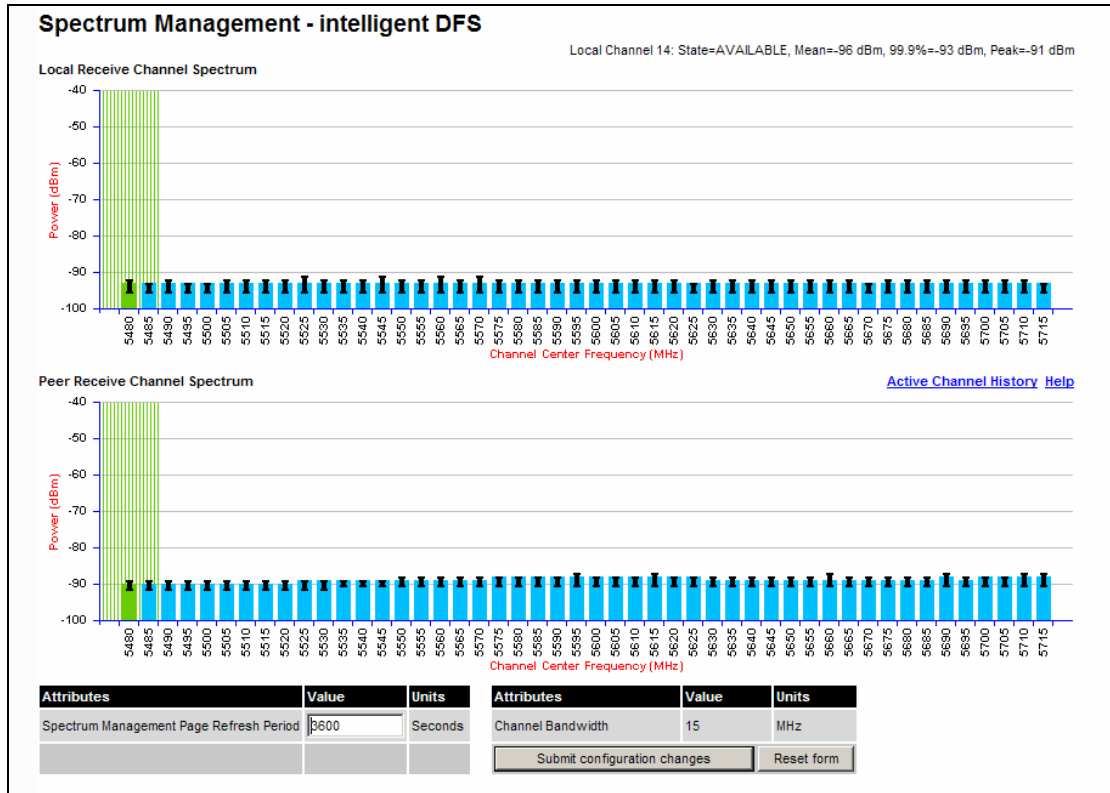 Spectrum Management - intelligent DFS
Local Channel 14: State=AVAILABLE, Mean=-96 dBm, 99.9%=-93 dBm, Peak=-91 dBm
Local Receive Channel Spectrum
-40
-50
-60
-70
-80
-90
-100
Power (dBm)
5480 5485 5490 5495 5500 5505 5510 5515 5520 5525 5530 5535 5540 5545 5550 5555 5560 5565 5570 5575 5580 5585 5590 5595 5600 5605 5610 5615 5620 5625 5630 5635 5640 5645 5650 5655 5660 5665 5670 5675 5680 5685 5690 5695 5700 5705 5710 5715
Channel Center Frequency (MHz)
Peer Receive Channel Spectrum Active Channel History Help
-40
-50
-60
-70
-80
-90
-100
Power (dBm)
5480 5485 5490 5495 5500 5505 5510 5515 5520 5525 5530 5535 5540 5545 5550 5555 5560 5565 5570 5575 5580 5585 5590 5595 5600 5605 5610 5615 5620 5625 5630 5635 5640 5645 5650 5655 5660 5665 5670 5675 5680 5685 5690 5695 5700 5705 5710 5715
Channel Center Frequency (MHz)
Attributes Value Units Attributes Value Units
Spectrum Management Page Refresh Period 3600 Seconds Channel Bandwidth 15 MHz
Submit configuration changes Reset form